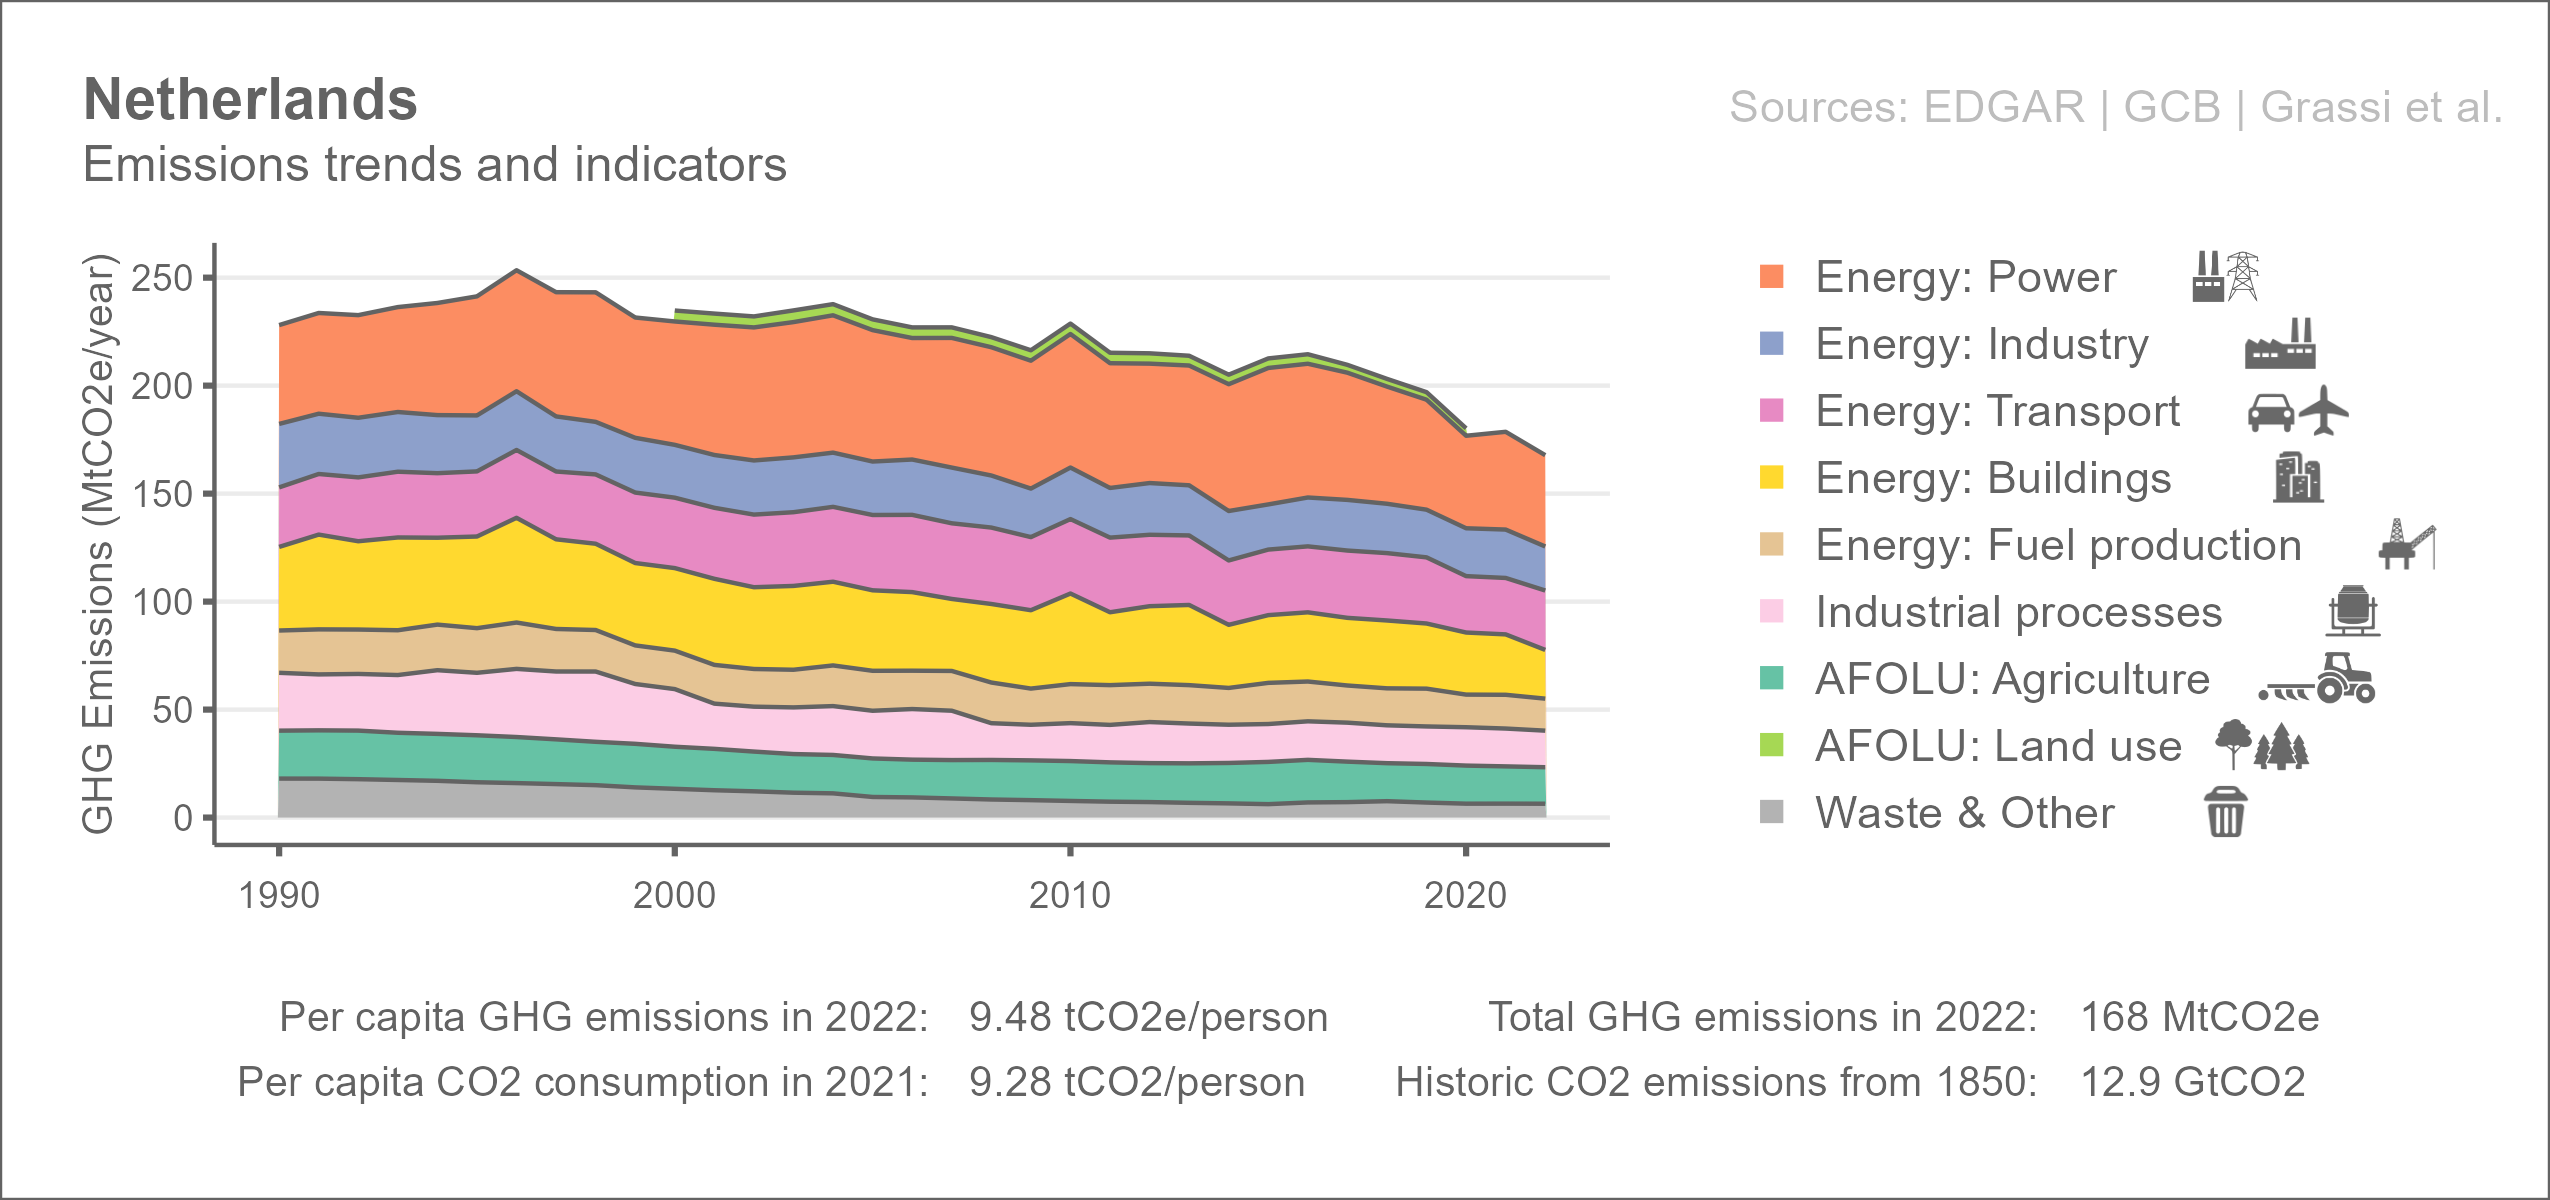 Netherlands
Sources: EDGAR | GCB | Grassi et al.
Emissions trends and indicators
GHG Emissions (MtCO2e/year)
250
200
150
100
50
0
1990
2000
2010
2020
Energy: Power
Energy: Industry
Energy: Transport
Energy: Buildings
Energy: Fuel production
Industrial processes
AFOLU: Agriculture
AFOLU: Land use
Waste & Other
Per capita GHG emissions in 2022: 9.48 tCO2e/person
Total GHG emissions in 2022: 168 MtCO2e
Per capita CO2 consumption in 2021: 9.28 tCO2/person
Historic CO2 emissions from 1850: 12.9 GtCO2